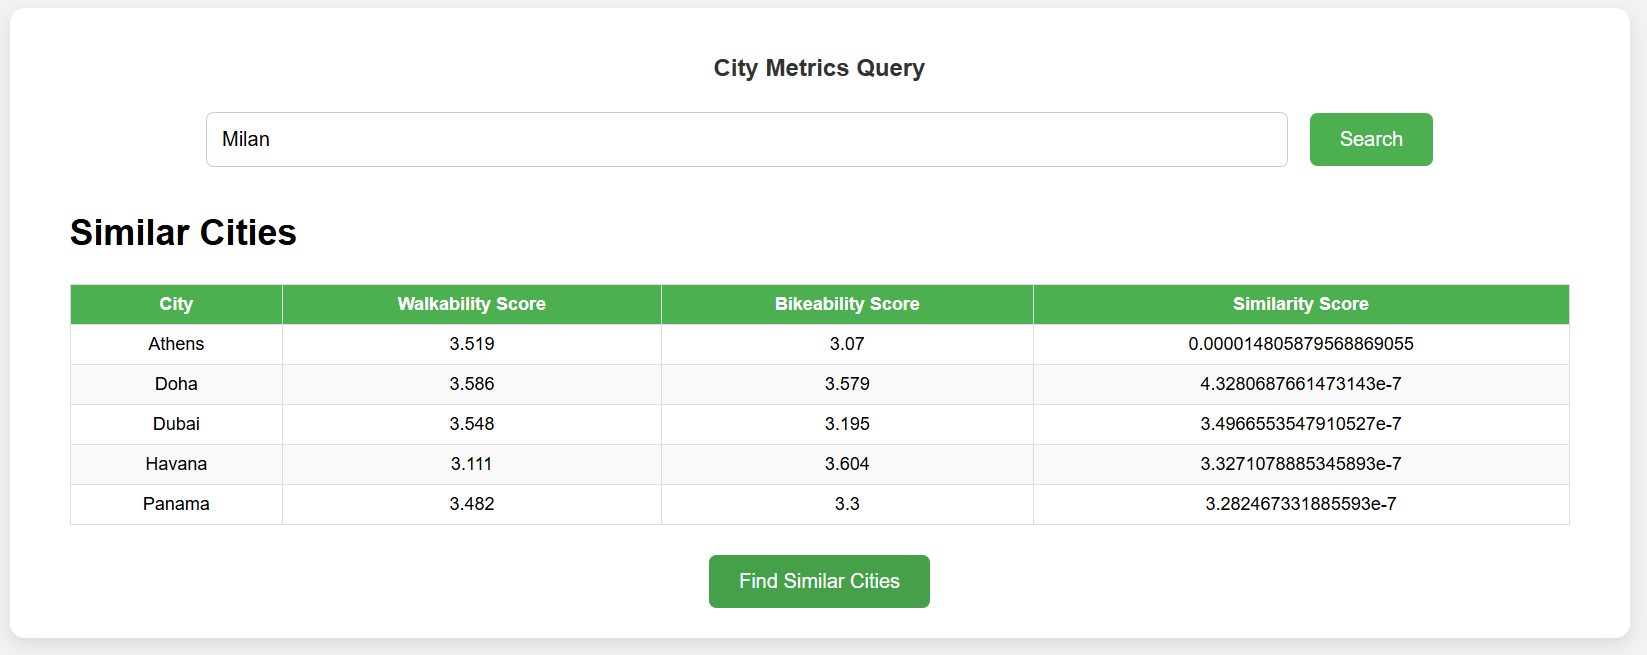 City Metrics Query
Milan
Search
Similar Cities
City Walkability Score Bikeability Score Similarity Score
Athens 3.519 3.07 0.000014805879568869055
Doha 3.586 3.579 4.3280687661473143e-7
Dubai 3.548 3.195 3.4966553547910527e-7
Havana 3.111 3.604 3.3271078885345893e-7
Panama 3.482 3.3 3.282467331885593e-7
Find Similar Cities